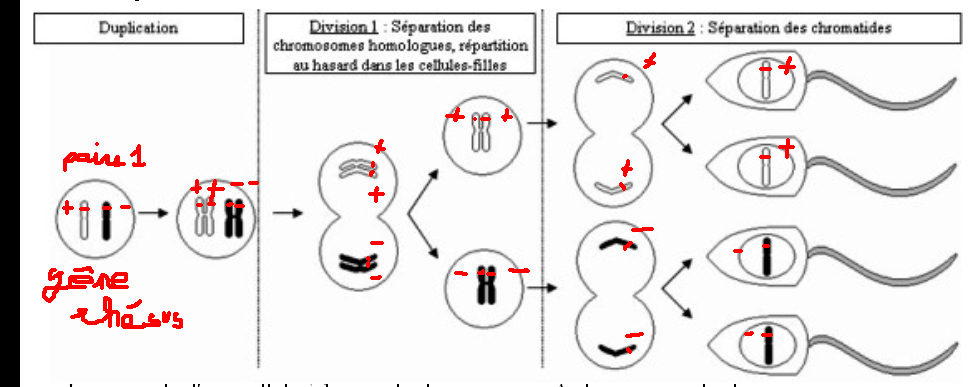 Duplication
Division 1 : Séparation des
chromosomes homologues, répartition
au hasard dans les cellules-filles
Division 2 : Séparation des chromatides
paire 1
+ -
+ + - -
+
+
-
-
+ +
- -
+
+
-
-
+
+
-
-
gène
rhésus